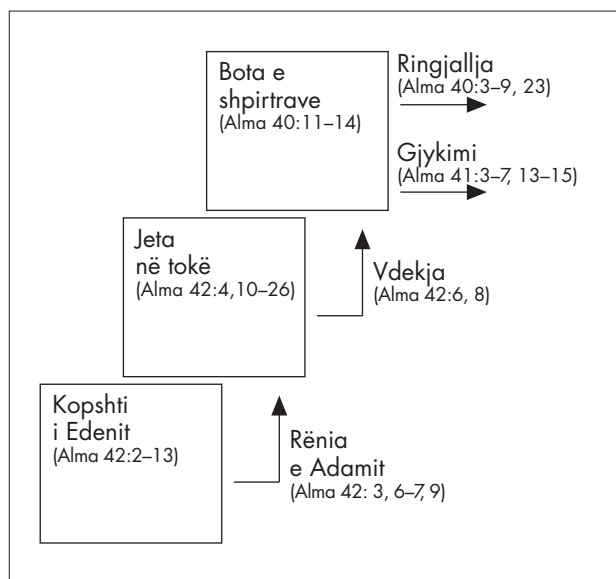 Bota e
shpirtrave
(Alma 40:11–14)
Ringjallja
(Alma 40:3–9, 23)
Gjykimi
(Alma 41:3–7, 13–15)
Jeta
në tokë
(Alma 42:4,10–26)
Vdekja
(Alma 42:6, 8)
Kopshti
i Edenit
(Alma 42:2–13)
Rënia
e Adamit
(Alma 42: 3, 6–7, 9)